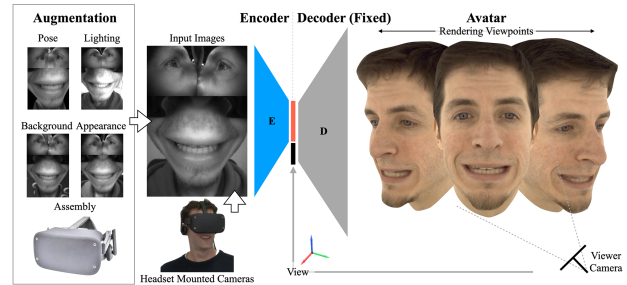 Augmentation
Pose Lighting
Background Appearance
Assembly
Input Images
Headset Mounted Cameras
Encoder Decoder (Fixed)
E
D
View
Avatar
Rendering Viewpoints
Viewer
Camera